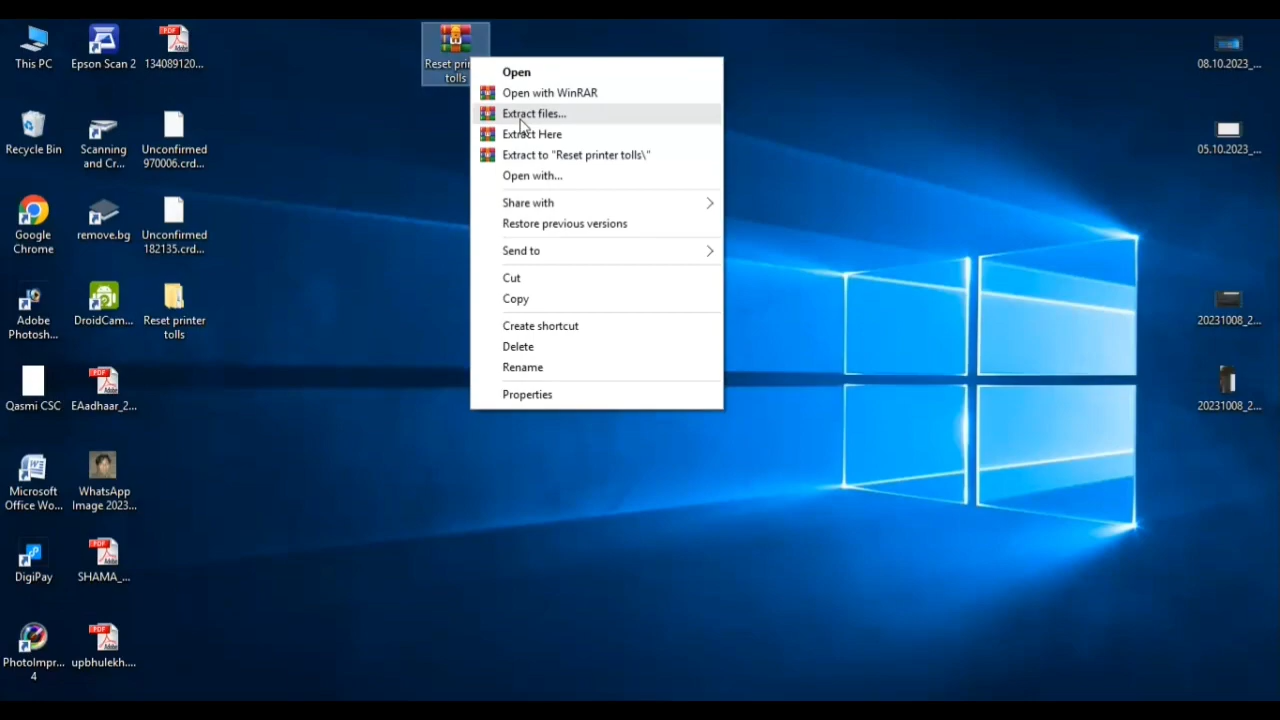 This PC
Epson Scan 2
134089120...
Recycle Bin
Scanning
and Cr...
Unconfirmed
970006.crd...
Google
Chrome
remove.bg
Unconfirmed
182135.crd...
Adobe
Photosh...
DroidCam...
Reset printer
tolls
Qasmi CSC
EAadhaar_2...
Microsoft
Office Wo...
WhatsApp
Image 2023...
DigiPay
SHAMA_...
PhotoImpr...
4
upbhulekh....
Reset prin
tolls
Open
Open with WinRAR
Extract files...
Extract Here
Extract to "Reset printer tolls\"
Open with...
Share with
Restore previous versions
Send to
Cut
Copy
Create shortcut
Delete
Rename
Properties
08.10.2023_...
05.10.2023_...
20231008_2...
20231008_2...